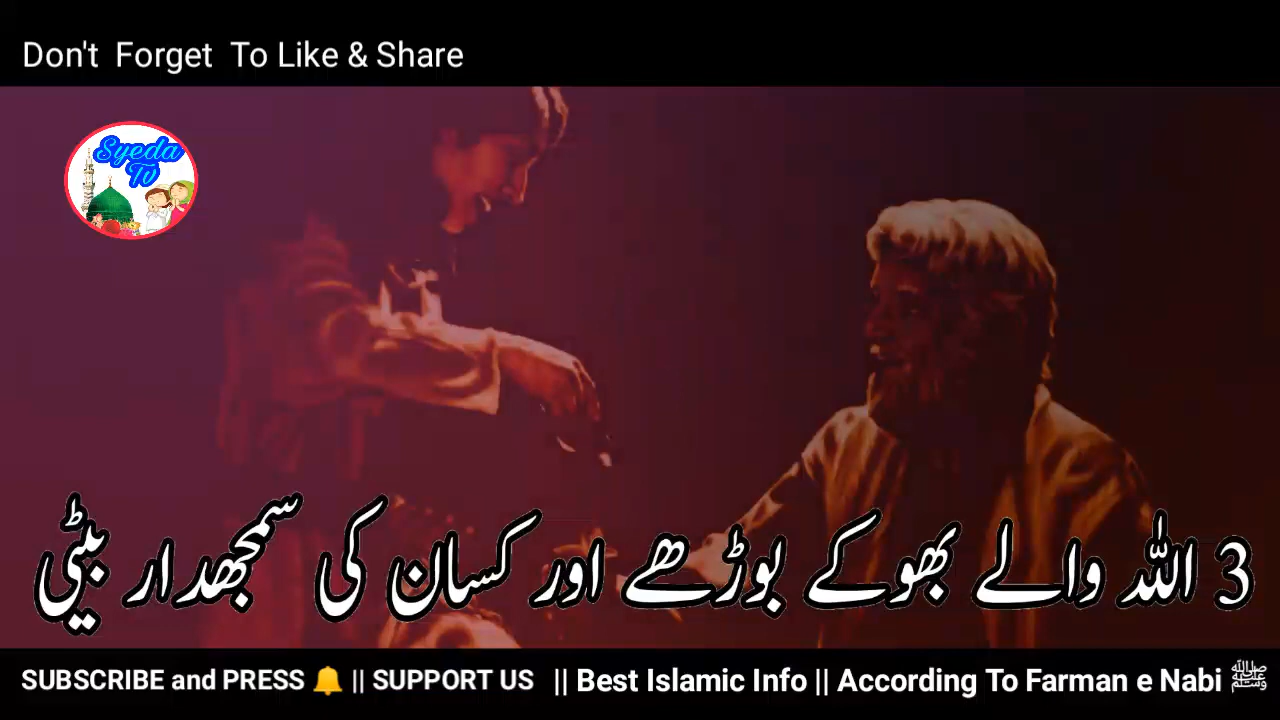 Don't Forget To Like & Share
Syeda
Tv
3 اللہ والے بھوکے بوڑھے اور کسان کی سمجھدار بیٹی
SUBSCRIBE and PRESS 🔔 || SUPPORT US || Best Islamic Info || According To Farman e Nabi ﷺ